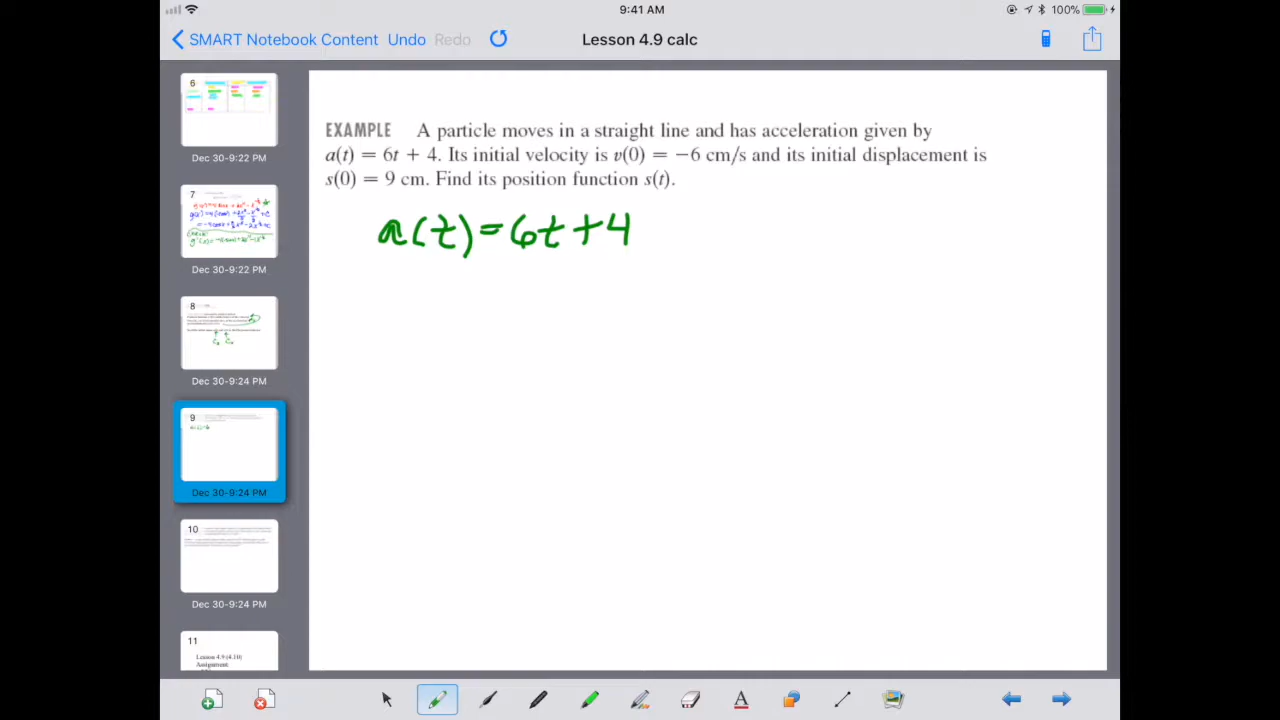 9:41 AM
100%
SMART Notebook Content Undo Redo
Lesson 4.9 calc
6
Dec 30-9:22 PM
7
Dec 30-9:22 PM
8
Dec 30-9:24 PM
9
Dec 30-9:24 PM
10
Dec 30-9:24 PM
11
Lesson 4.9 (4.10)
Assignment:
EXAMPLE A particle moves in a straight line and has acceleration given by
a(t) = 6t + 4. Its initial velocity is v(0) = −6 cm/s and its initial displacement is
s(0) = 9 cm. Find its position function s(t).
a(t)=6t+4
A